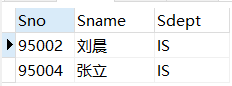 Sno Sname Sdept
95002 刘晨 IS
95004 张立 IS